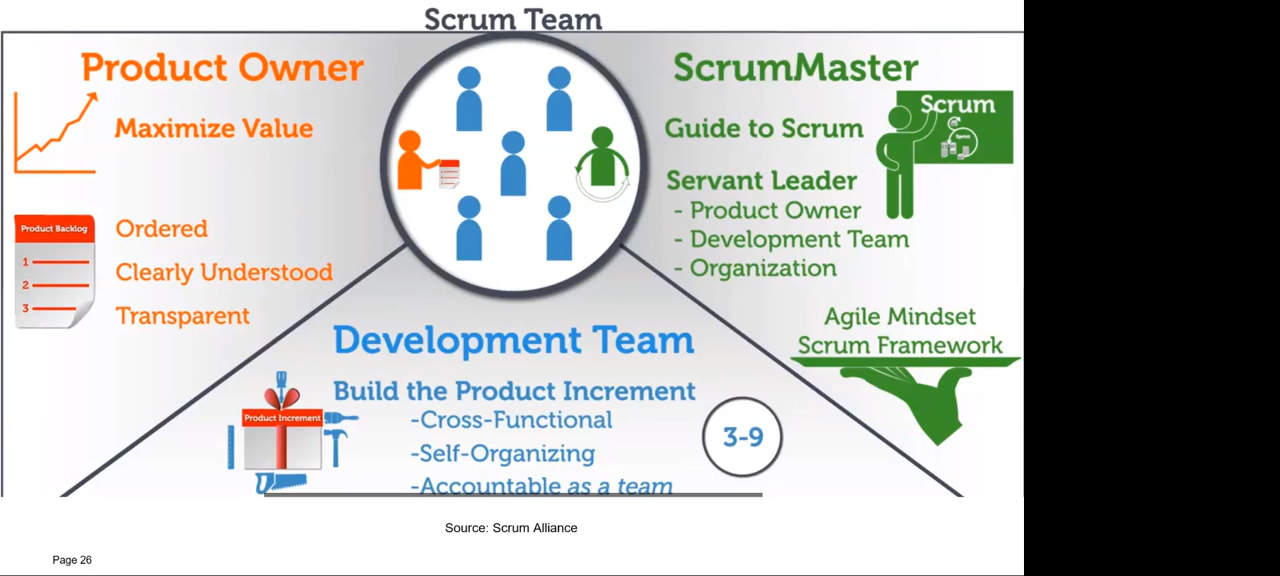 Scrum Team
Product Owner
Maximize Value
Product Backlog
1
2
3
Ordered
Clearly Understood
Transparent
ScrumMaster
Guide to Scrum
Scrum
Sprint
Servant Leader
- Product Owner
- Development Team
- Organization
Agile Mindset
Scrum Framework
Development Team
Build the Product Increment
Product Increment
-Cross-Functional
-Self-Organizing
-Accountable as a team
3-9
Source: Scrum Alliance
Page 26